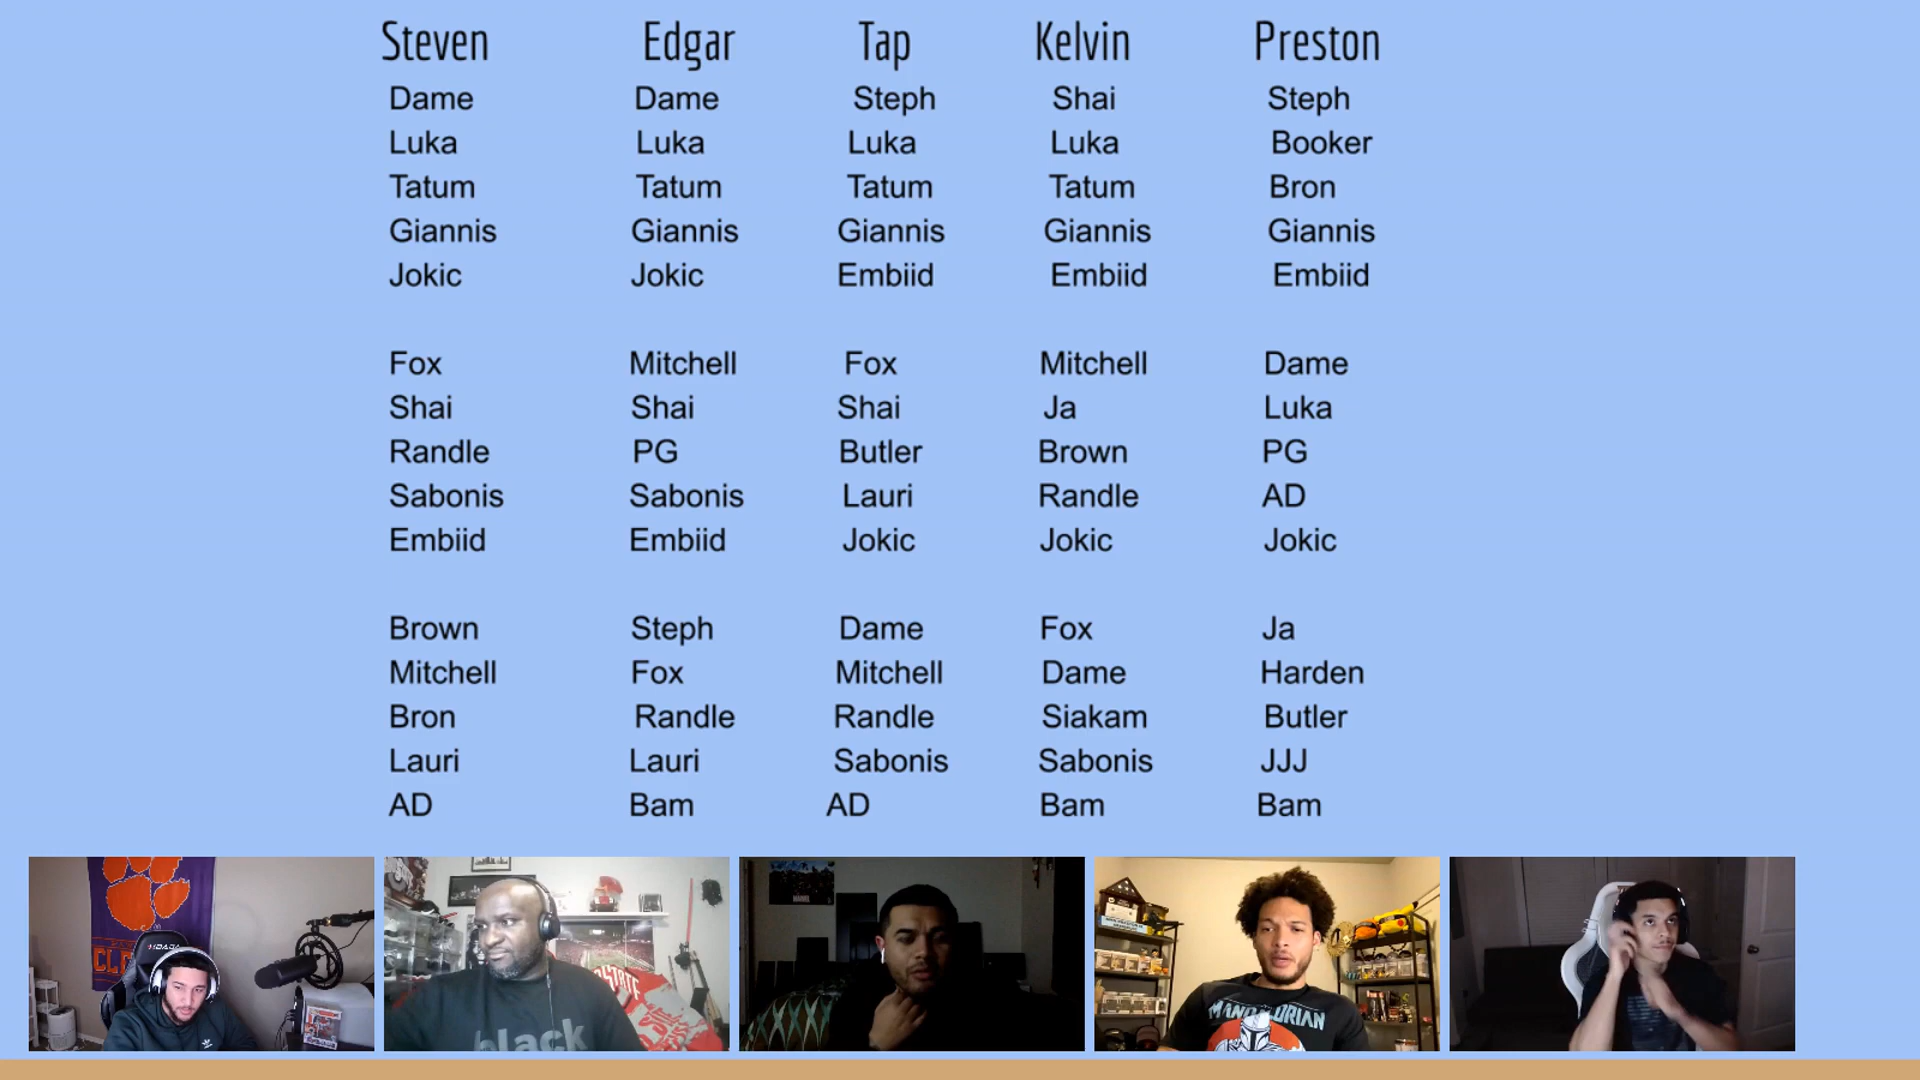 Steven Edgar Tap Kelvin Preston
Dame Dame Steph Shai Steph
Luka Luka Luka Luka Booker
Tatum Tatum Tatum Tatum Bron
Giannis Giannis Giannis Giannis Giannis
Jokic Jokic Embiid Embiid Embiid
Fox Mitchell Fox Mitchell Dame
Shai Shai Shai Ja Luka
Randle PG Butler Brown PG
Sabonis Sabonis Lauri Randle AD
Embiid Embiid Jokic Jokic Jokic
Brown Steph Dame Fox Ja
Mitchell Fox Mitchell Dame Harden
Bron Randle Randle Siakam Butler
Lauri Lauri Sabonis Sabonis JJJ
AD Bam AD Bam Bam
MARVEL
black
MANDALORIAN